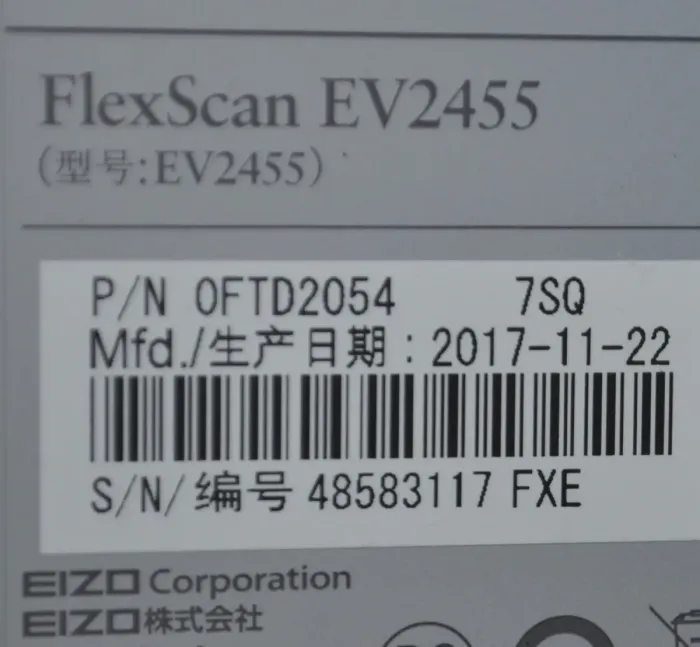 FlexScan EV2455
(型号:EV2455)
P/N 0FTD2054 7SQ
Mfd./生产日期:2017-11-22
S/N/编号 48583117 FXE
EIZO Corporation
EIZO株式会社